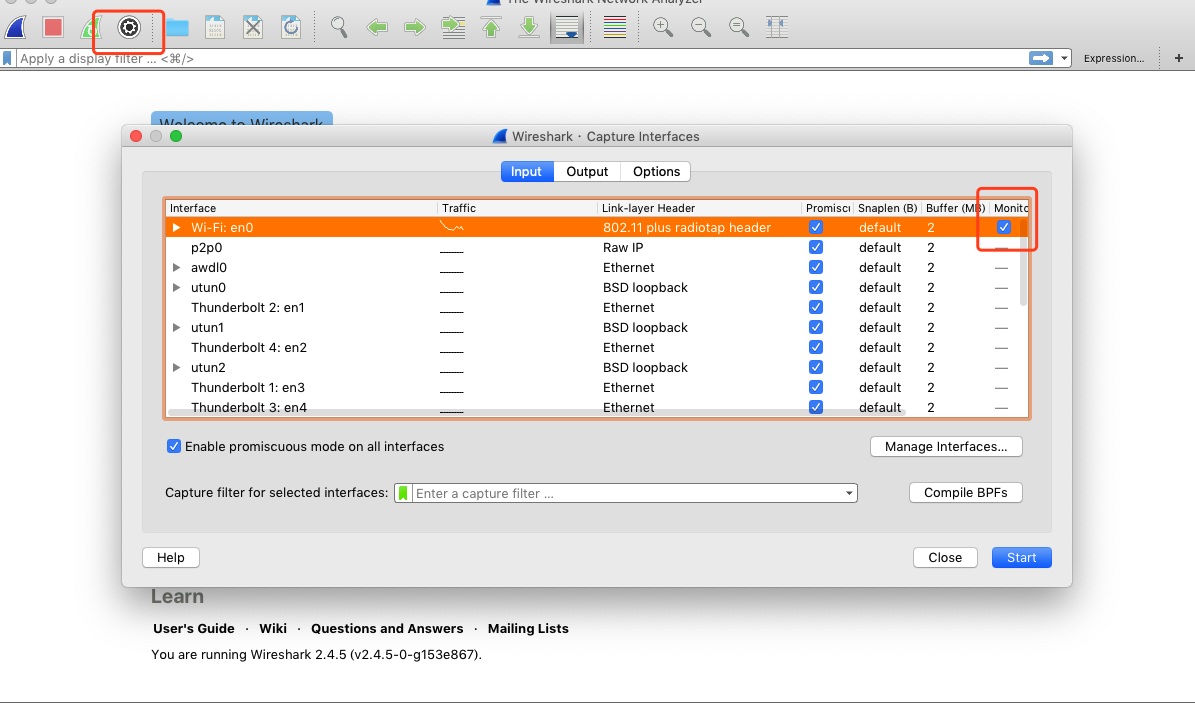 The Wireshark Network Analyzer
Apply a display filter ... <⌘/>
Expression...
+
Welcome to Wireshark
Wireshark · Capture Interfaces
Input Output Options
Interface Traffic Link-layer Header Promisc Snaplen (B) Buffer (MB) Monito
Wi-Fi: en0 802.11 plus radiotap header default 2
p2p0 Raw IP default 2 —
awdl0 Ethernet default 2 —
utun0 BSD loopback default 2 —
Thunderbolt 2: en1 Ethernet default 2 —
utun1 BSD loopback default 2 —
Thunderbolt 4: en2 Ethernet default 2 —
utun2 BSD loopback default 2 —
Thunderbolt 1: en3 Ethernet default 2 —
Thunderbolt 3: en4 Ethernet default 2 —
Enable promiscuous mode on all interfaces
Manage Interfaces...
Capture filter for selected interfaces: Enter a capture filter ...
Compile BPFs
Help Close Start
Learn
User's Guide · Wiki · Questions and Answers · Mailing Lists
You are running Wireshark 2.4.5 (v2.4.5-0-g153e867).